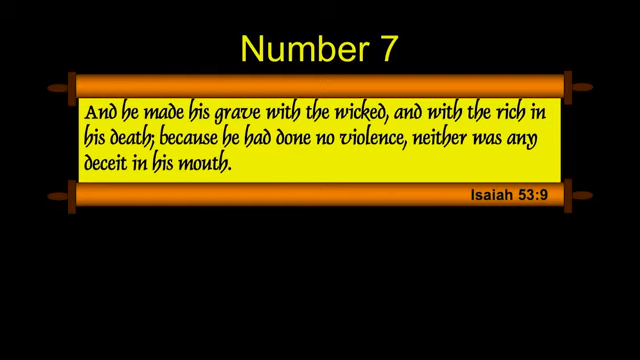 Number 7
And he made his grave with the wicked, and with the rich in
his death; because he had done no violence, neither was any
deceit in his mouth.
Isaiah 53:9